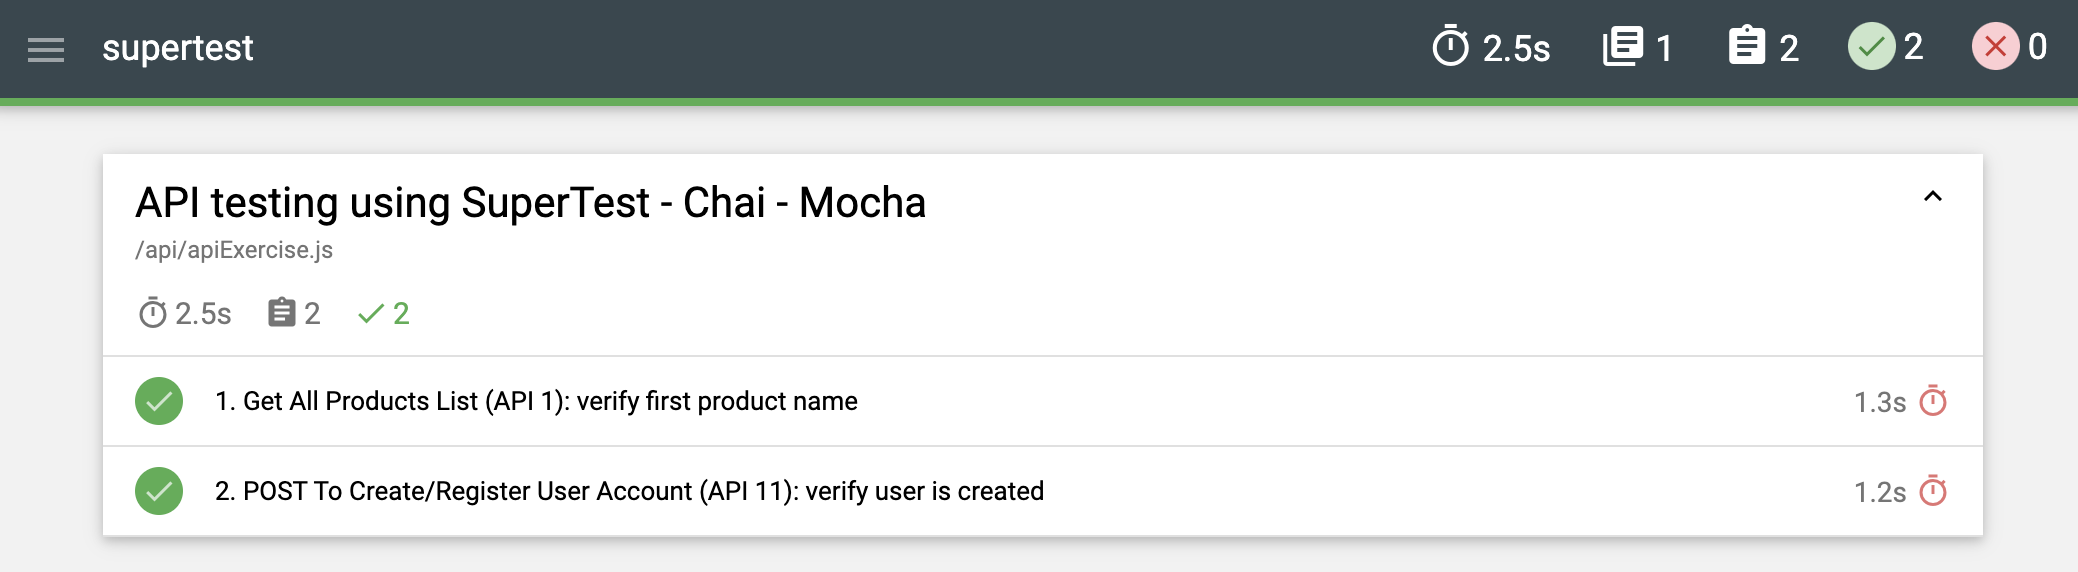 supertest 2.5s 1 2 2 0
API testing using SuperTest - Chai - Mocha
/api/apiExercise.js
2.5s 2 2
1. Get All Products List (API 1): verify first product name 1.3s
2. POST To Create/Register User Account (API 11): verify user is created 1.2s